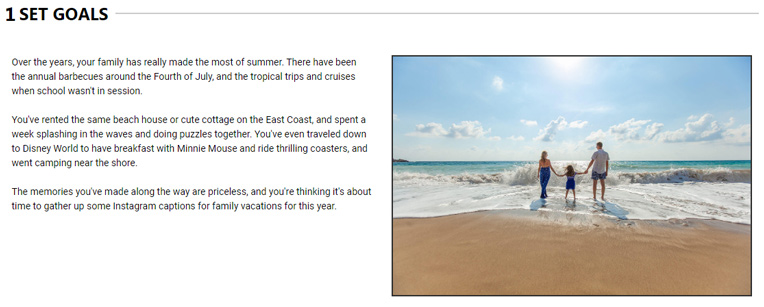 1 SET GOALS
Over the years, your family has really made the most of summer. There have been
the annual barbecues around the Fourth of July, and the tropical trips and cruises
when school wasn't in session.
You've rented the same beach house or cute cottage on the East Coast, and spent a
week splashing in the waves and doing puzzles together. You've even traveled down
to Disney World to have breakfast with Minnie Mouse and ride thrilling coasters, and
went camping near the shore.
The memories you've made along the way are priceless, and you're thinking it's about
time to gather up some Instagram captions for family vacations for this year.